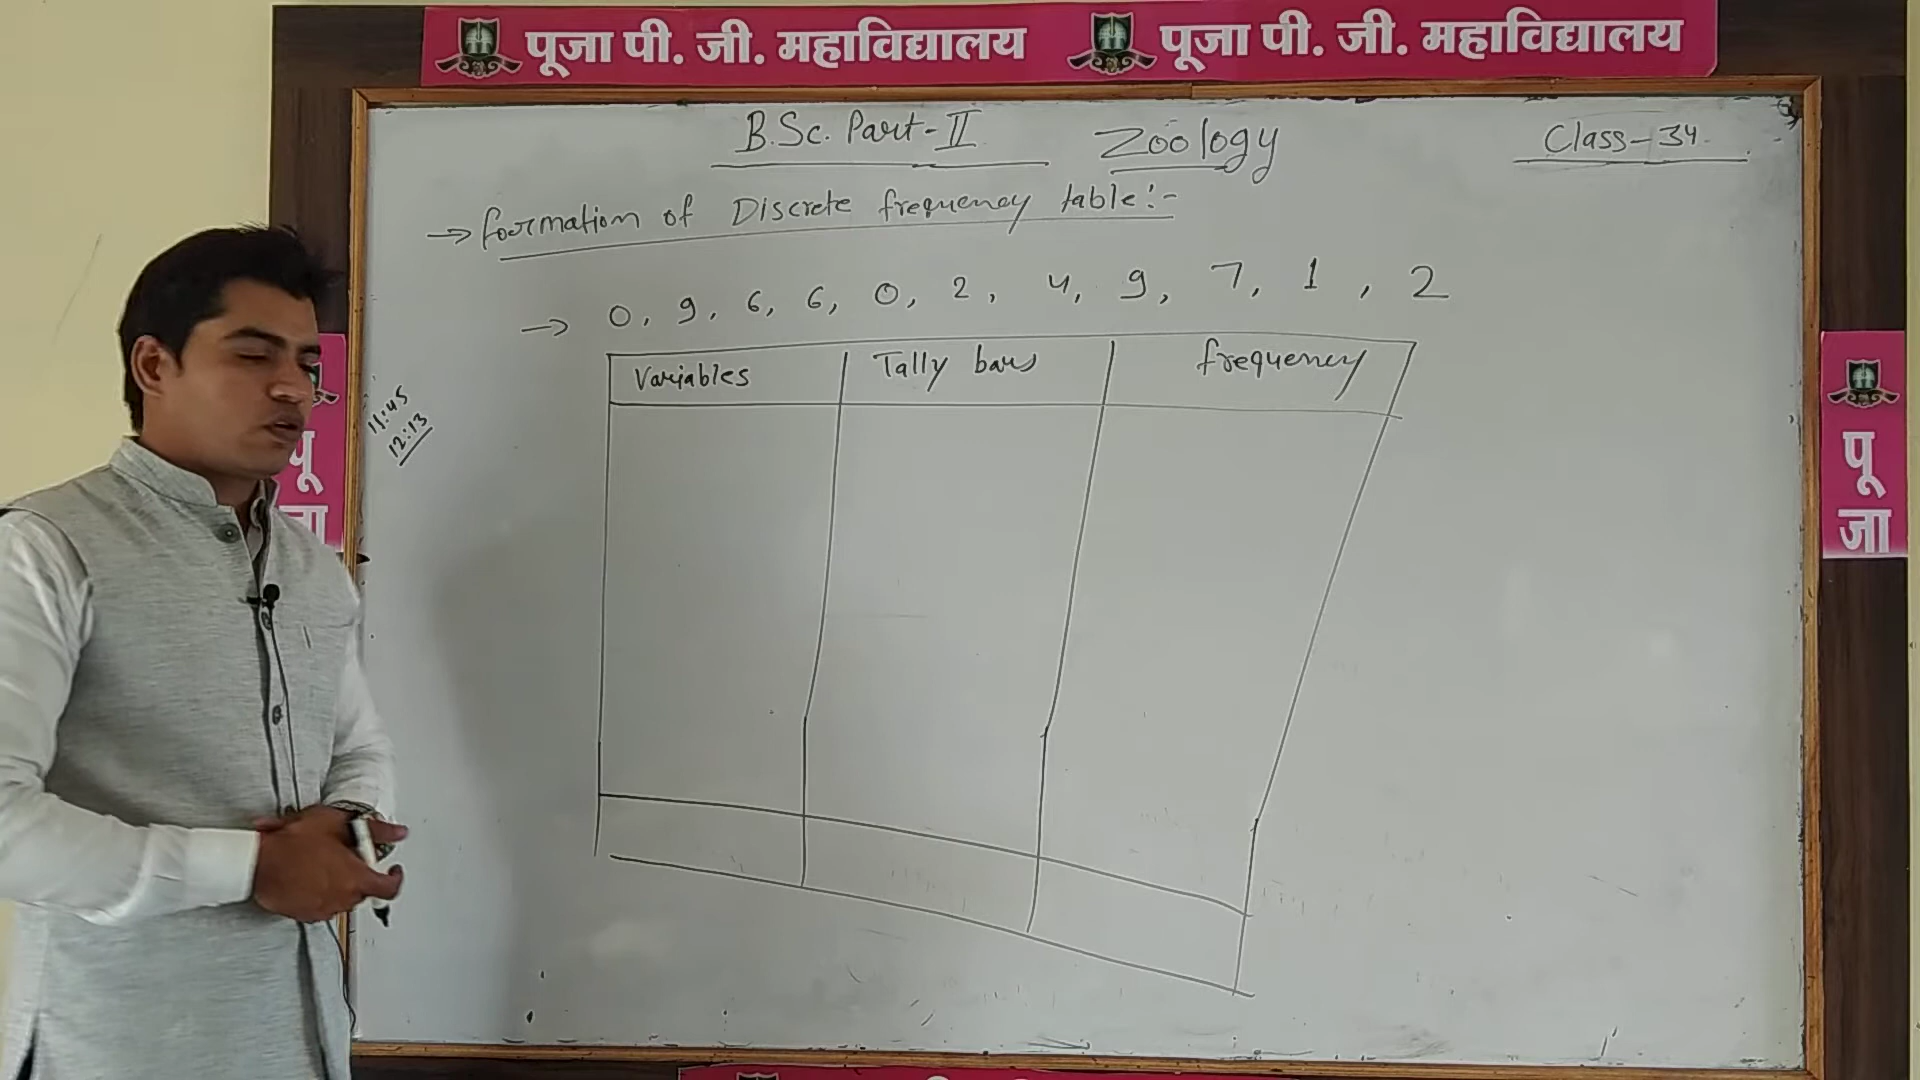 पूजा पी. जी. महाविद्यालय पूजा पी. जी. महाविद्यालय
B.Sc. Part-II Zoology Class-34.
→ formation of Discrete frequency table:-
→ 0, 9, 6, 6, 0, 2, 4, 9, 7, 1, 2
Variables Tally bars frequency
11:45
12:13
पू
पू
जा
जा